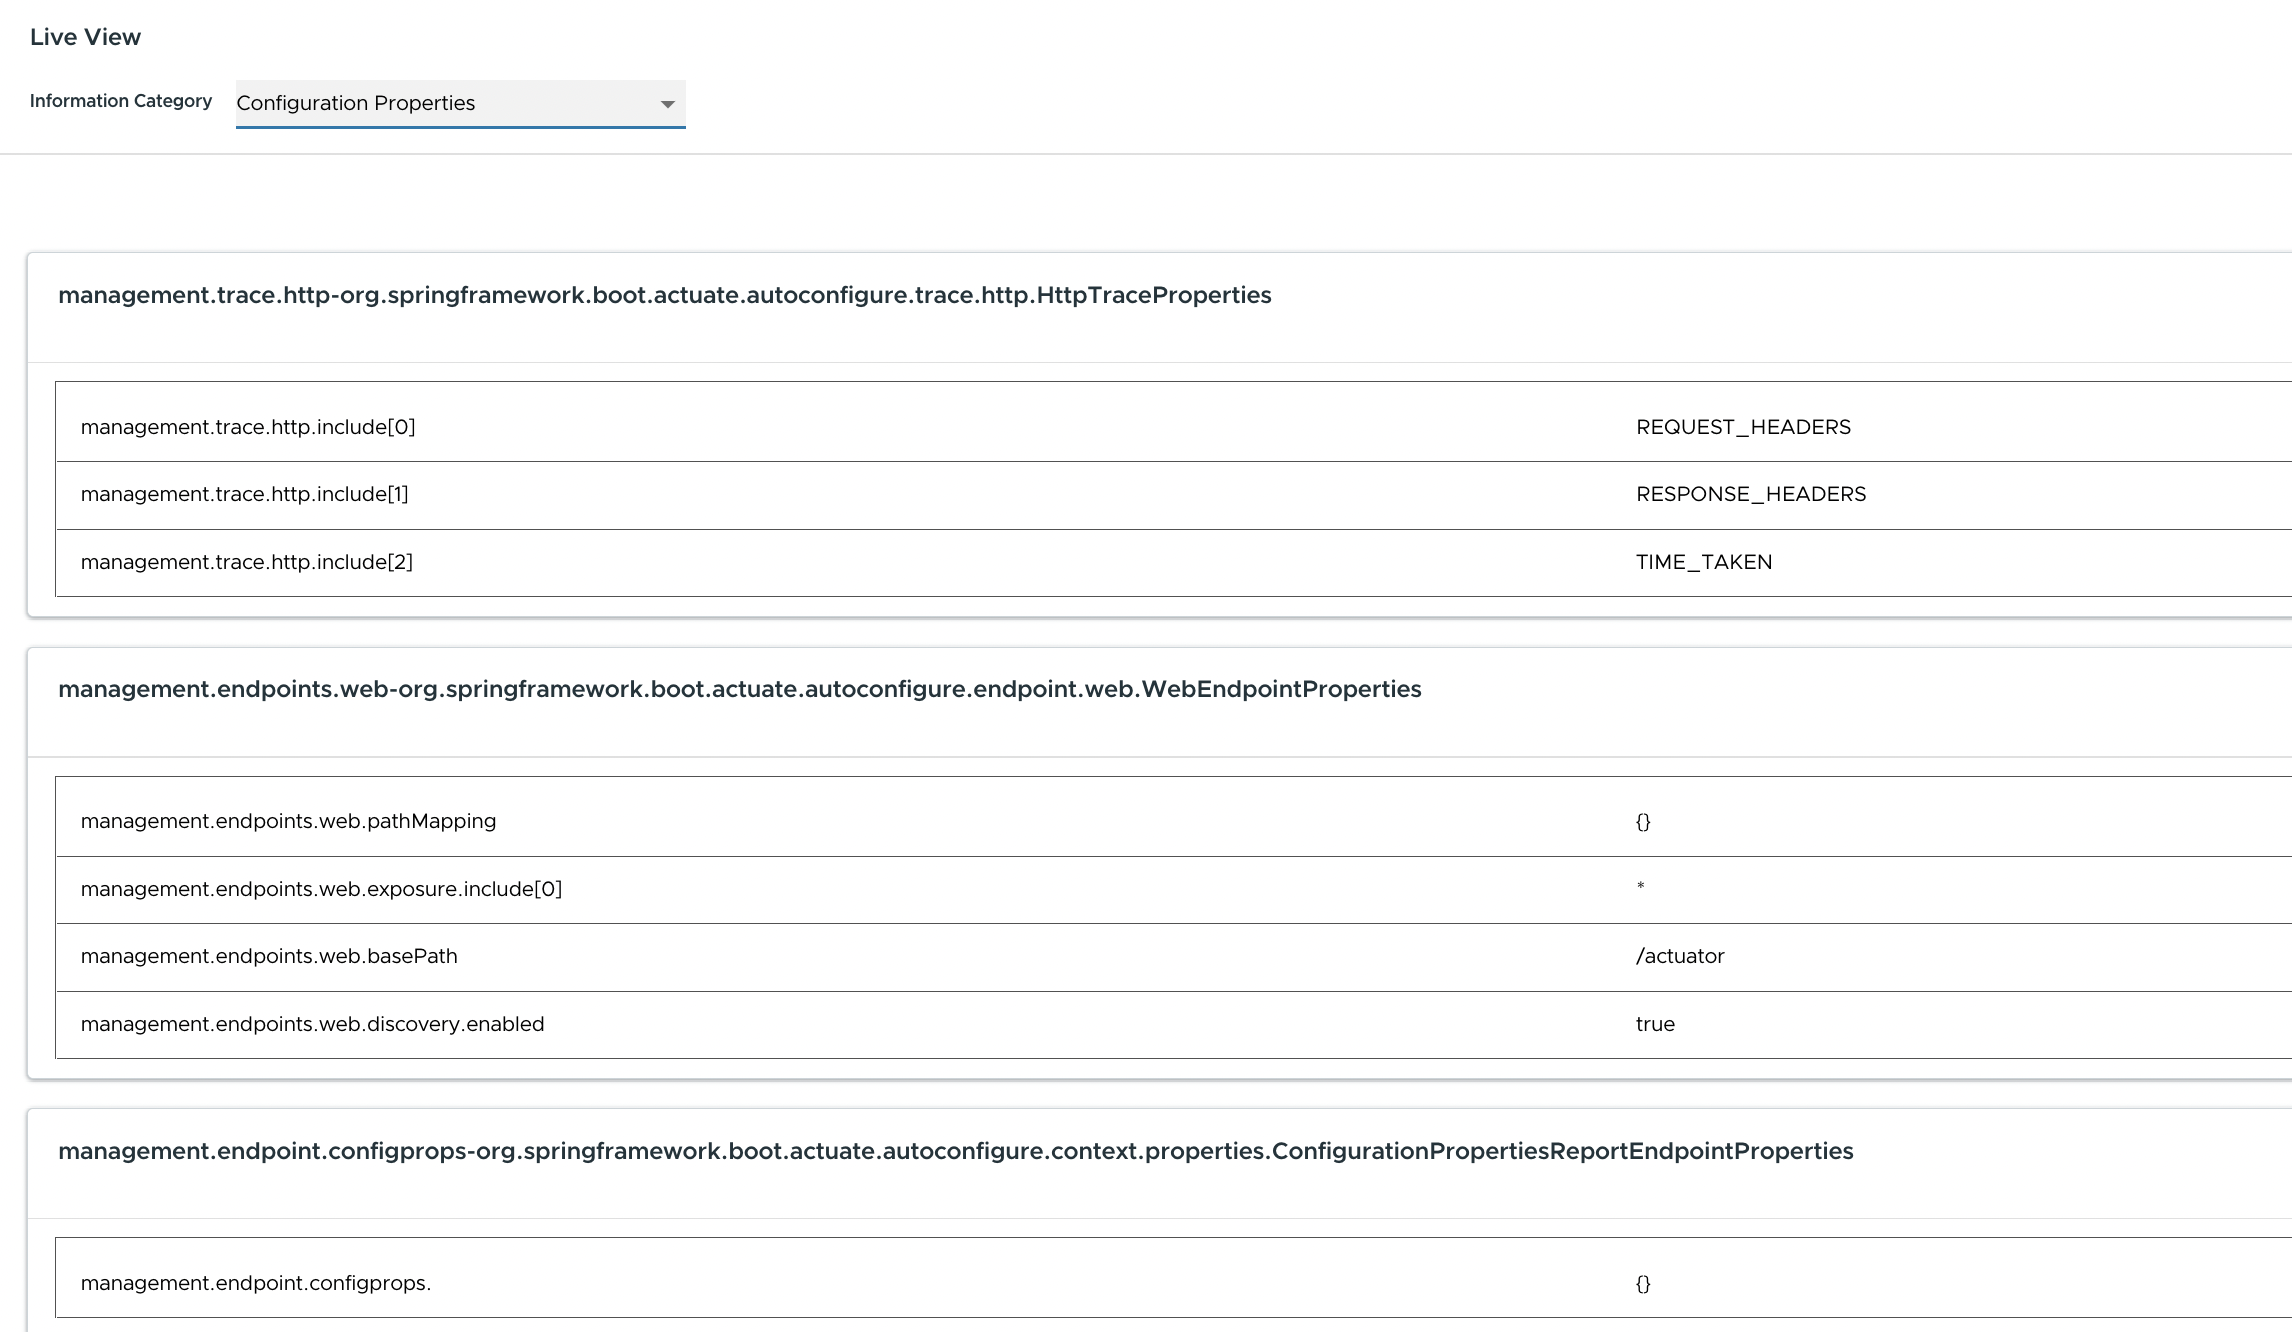 Live View
Information Category Configuration Properties
management.trace.http-org.springframework.boot.actuate.autoconfigure.trace.http.HttpTraceProperties
management.trace.http.include[0] REQUEST_HEADERS
management.trace.http.include[1] RESPONSE_HEADERS
management.trace.http.include[2] TIME_TAKEN
management.endpoints.web-org.springframework.boot.actuate.autoconfigure.endpoint.web.WebEndpointProperties
management.endpoints.web.pathMapping {}
management.endpoints.web.exposure.include[0] *
management.endpoints.web.basePath /actuator
management.endpoints.web.discovery.enabled true
management.endpoint.configprops-org.springframework.boot.actuate.autoconfigure.context.properties.ConfigurationPropertiesReportEndpointProperties
management.endpoint.configprops. {}